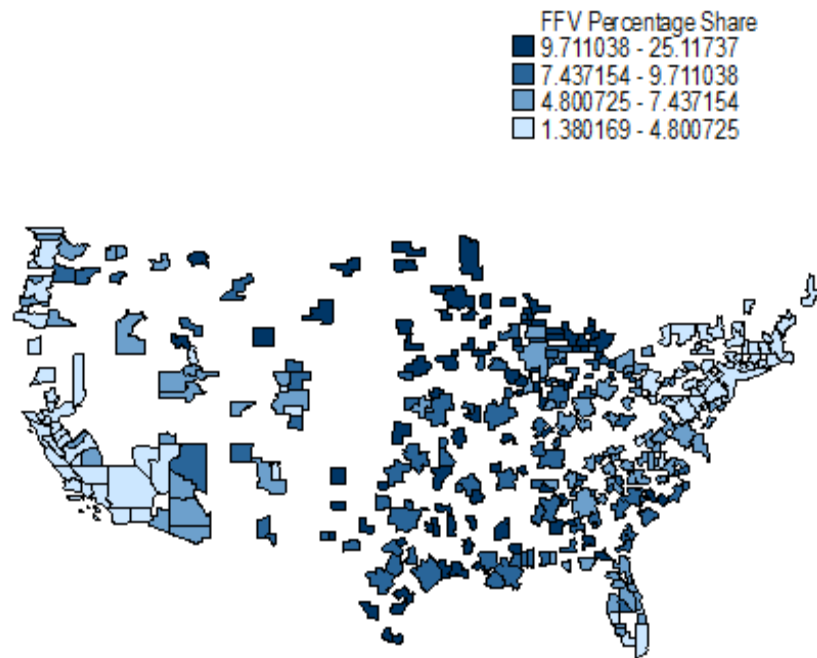 FFV Percentage Share
9.711038 - 25.11737
7.437154 - 9.711038
4.800725 - 7.437154
1.380169 - 4.800725